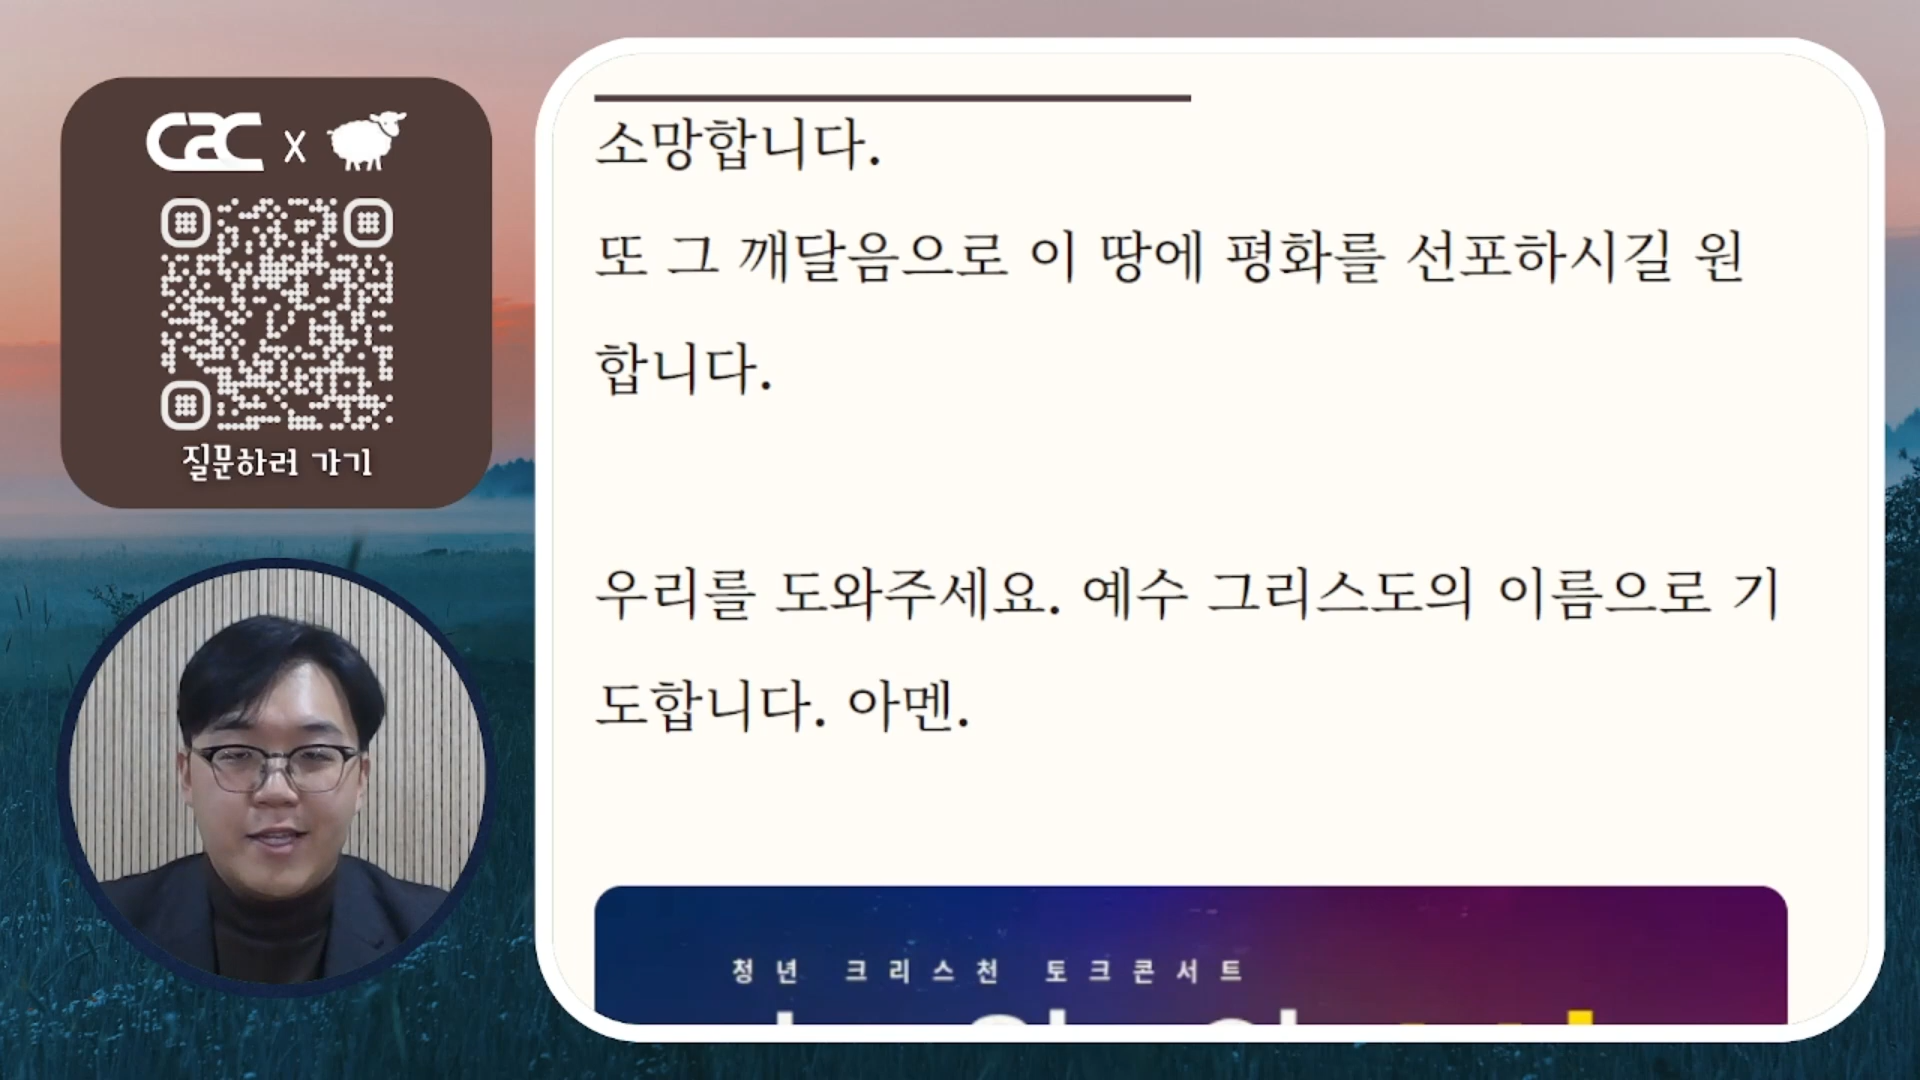 cac x
질문하러 가기
소망합니다.
또 그 깨달음으로 이 땅에 평화를 선포하시길 원
합니다.
우리를 도와주세요. 예수 그리스도의 이름으로 기
도합니다. 아멘.
청년 크리스천 토크콘서트